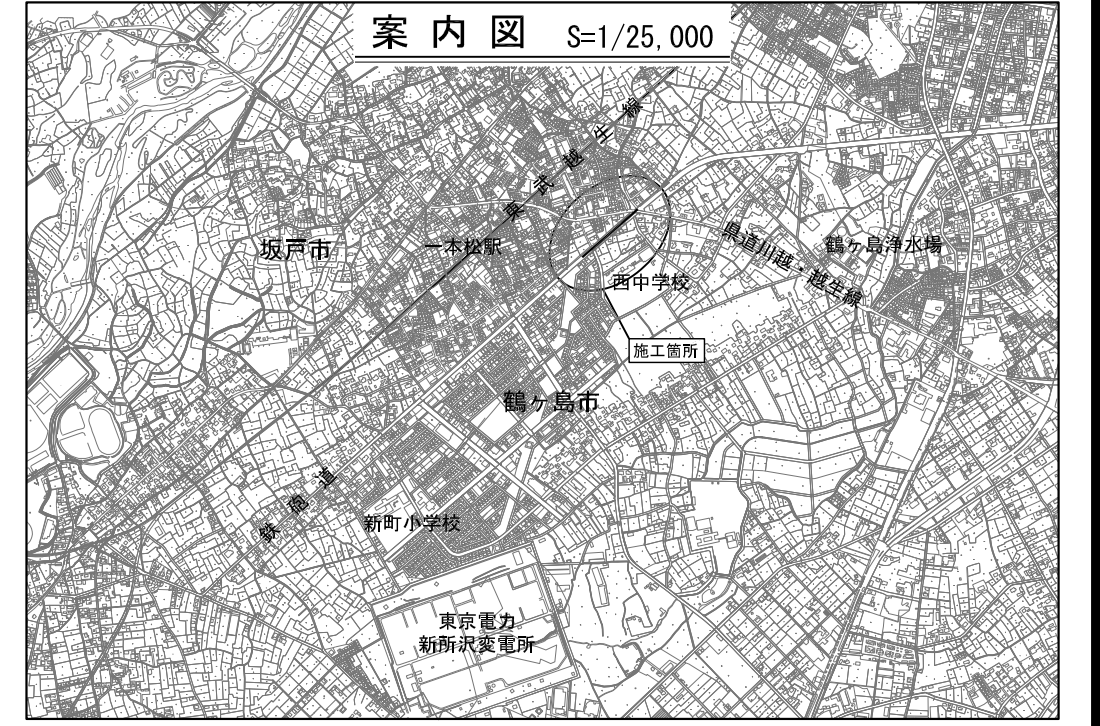 案内図 S=1/25,000
東武越生線
坂戸市
一本松駅
県道川越・越生線
鶴ヶ島浄水場
西中学校
施工箇所
鶴ヶ島市
鉄砲道
新町小学校
東京電力
新所沢変電所